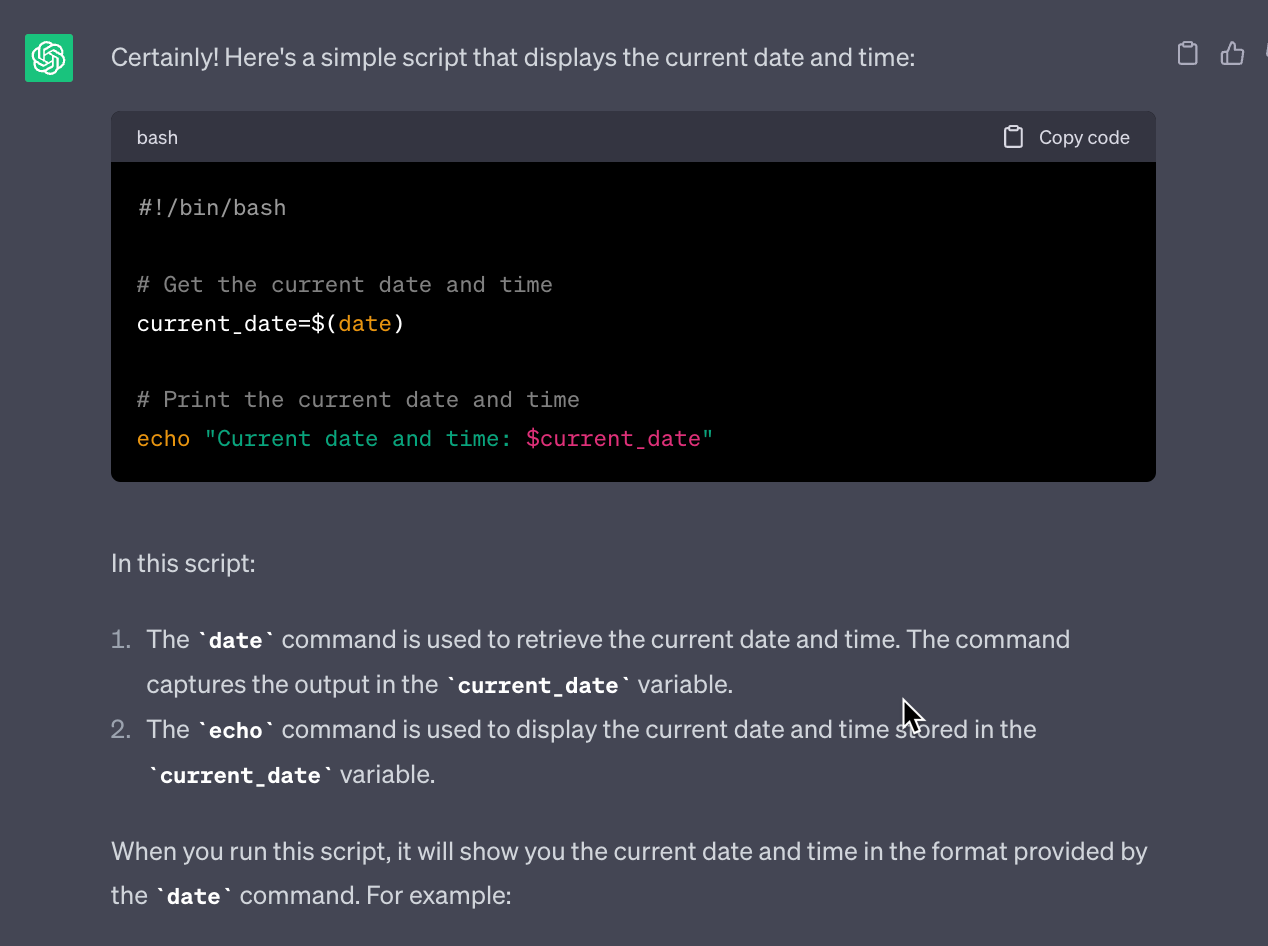 Certainly! Here's a simple script that displays the current date and time:
bash
Copy code
#!/bin/bash
# Get the current date and time
current_date=$(date)
# Print the current date and time
echo "Current date and time: $current_date"
In this script:
1. The `date` command is used to retrieve the current date and time. The command
captures the output in the `current_date` variable.
2. The `echo` command is used to display the current date and time stored in the
`current_date` variable.
When you run this script, it will show you the current date and time in the format provided by
the `date` command. For example: